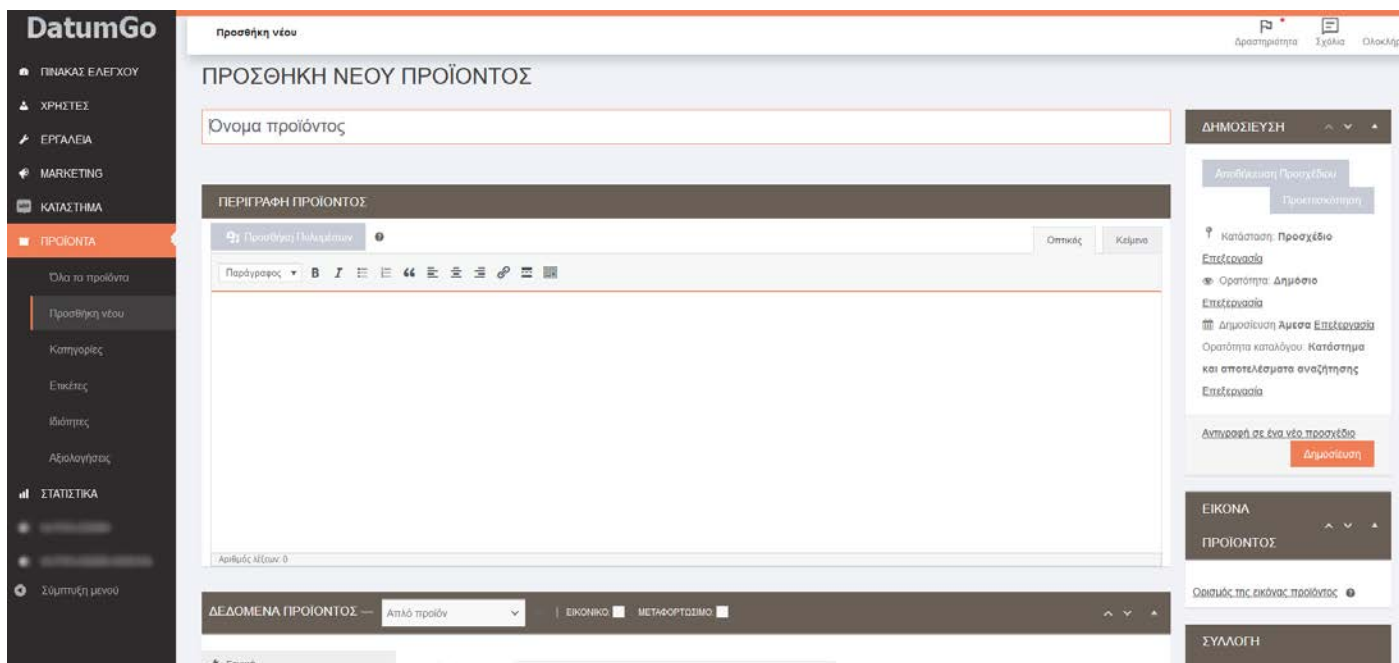 DatumGo
ΠΙΝΑΚΑΣ ΕΛΕΓΧΟΥ
ΧΡΗΣΤΕΣ
ΕΡΓΑΛΕΙΑ
MARKETING
ΚΑΤΑΣΤΗΜΑ
ΠΡΟΪΟΝΤΑ
Όλα τα προϊόντα
Προσθήκη νέου
Κατηγορίες
Ετικέτες
Ιδιότητες
Αξιολογήσεις
ΣΤΑΤΙΣΤΙΚΑ
Σύμπτυξη μενού
Προσθήκη νέου
Δραστηριότητα
Σχόλια
ΠΡΟΣΘΗΚΗ ΝΕΟΥ ΠΡΟΪΟΝΤΟΣ
Όνομα προϊόντος
ΠΕΡΙΓΡΑΦΗ ΠΡΟΪΟΝΤΟΣ
Προσθήκη Πολυμέσων
Οπτικός
Κείμενο
Παράγραφος
Αριθμός λέξεων: 0
ΔΕΔΟΜΕΝΑ ΠΡΟΪΟΝΤΟΣ —
Απλό προϊόν
| ΕΙΚΟΝΙΚΟ
ΜΕΤΑΦΟΡΤΩΣΙΜΟ
ΔΗΜΟΣΙΕΥΣΗ
Αποθήκευση Προσχέδιου
Προεπισκόπηση
Κατάσταση: Προσχέδιο
Επεξεργασία
Ορατότητα: Δημόσιο
Επεξεργασία
Δημοσίευση Άμεσα Επεξεργασία
Ορατότητα καταλόγου: Κατάστημα
και αποτελέσματα αναζήτησης
Επεξεργασία
Αντιγραφή σε ένα νέο προσχέδιο
Δημοσίευση
ΕΙΚΟΝΑ
ΠΡΟΪΟΝΤΟΣ
Ορισμός της εικόνας προϊόντος
ΣΥΛΛΟΓΗ